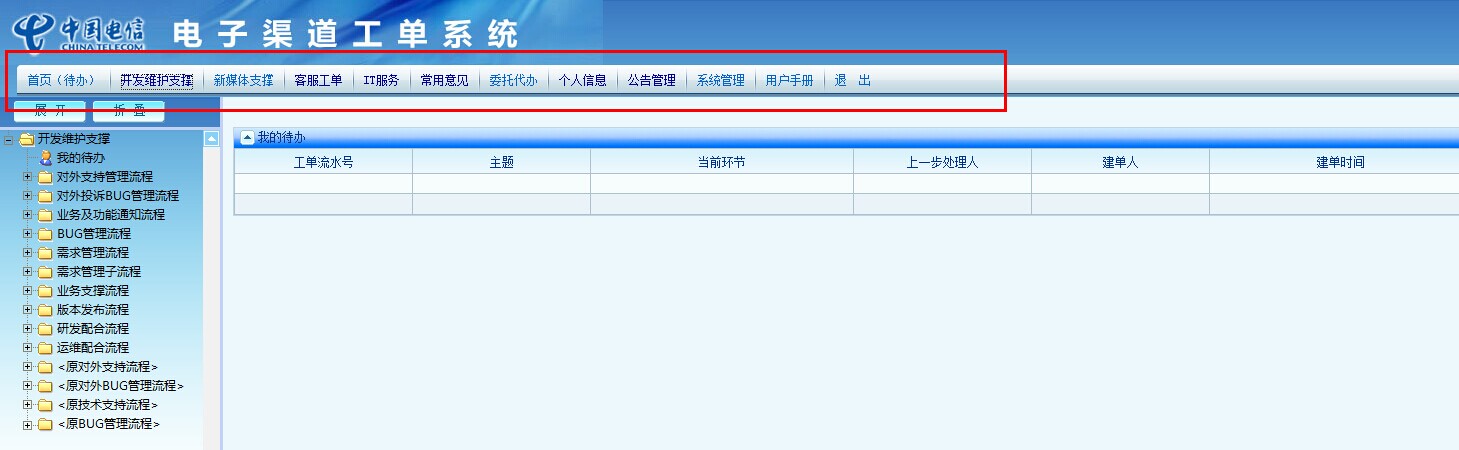 中国电信 电子渠道工单系统
CHINA TELECOM
首页（待办） 开发维护支撑 新媒体支撑 客服工单 IT服务 常用意见 委托代办 个人信息 公告管理 系统管理 用户手册 退 出
展 开 折 叠
开发维护支撑
我的待办
对外支持管理流程
对外投诉BUG管理流程
业务及功能通知流程
BUG管理流程
需求管理流程
需求管理子流程
业务支撑流程
版本发布流程
研发配合流程
运维配合流程
<原对外支持流程>
<原对外BUG管理流程>
<原技术支持流程>
<原BUG管理流程>
我的待办
工单流水号 主题 当前环节 上一步处理人 建单人 建单时间